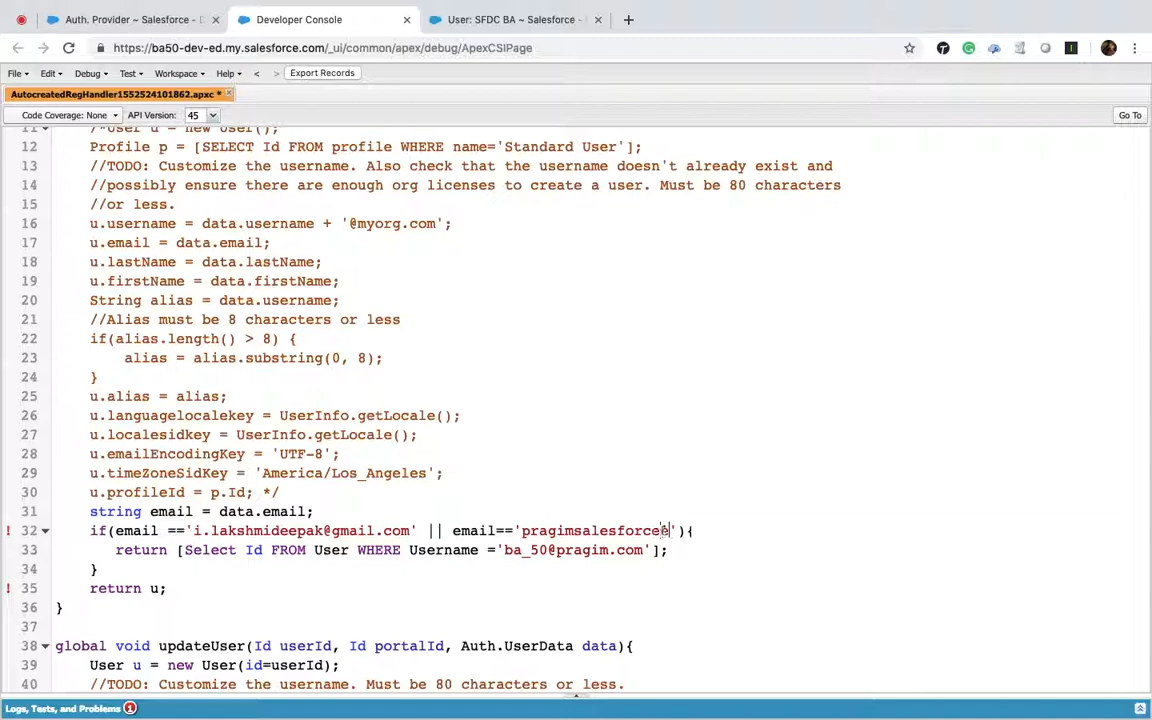 Auth. Provider ~ Salesforce - D
Developer Console
User: SFDC BA ~ Salesforce -
https://ba50-dev-ed.my.salesforce.com/_ui/common/apex/debug/ApexCSIPage
File Edit Debug Test Workspace Help < > Export Records
AutocreatedRegHandler1552524101862.apxc *
Code Coverage: None API Version: 45 Go To
11 /*User u = new User();
12 Profile p = [SELECT Id FROM profile WHERE name='Standard User'];
13 //TODO: Customize the username. Also check that the username doesn't already exist and
14 //possibly ensure there are enough org licenses to create a user. Must be 80 characters
15 //or less.
16 u.username = data.username + '@myorg.com';
17 u.email = data.email;
18 u.lastName = data.lastName;
19 u.firstName = data.firstName;
20 String alias = data.username;
21 //Alias must be 8 characters or less
22 if(alias.length() > 8) {
23 alias = alias.substring(0, 8);
24 }
25 u.alias = alias;
26 u.languagelocalekey = UserInfo.getLocale();
27 u.localesidkey = UserInfo.getLocale();
28 u.emailEncodingKey = 'UTF-8';
29 u.timeZoneSidKey = 'America/Los_Angeles';
30 u.profileId = p.Id; */
31 string email = data.email;
! 32 if(email =='i.lakshmideepak@gmail.com' || email=='pragimsalesforcee'){
33 return [Select Id FROM User WHERE Username ='ba_50@pragim.com'];
34 }
! 35 return u;
36 }
37
38 global void updateUser(Id userId, Id portalId, Auth.UserData data){
39 User u = new User(id=userId);
40 //TODO: Customize the username. Must be 80 characters or less.
Logs, Tests, and Problems 1